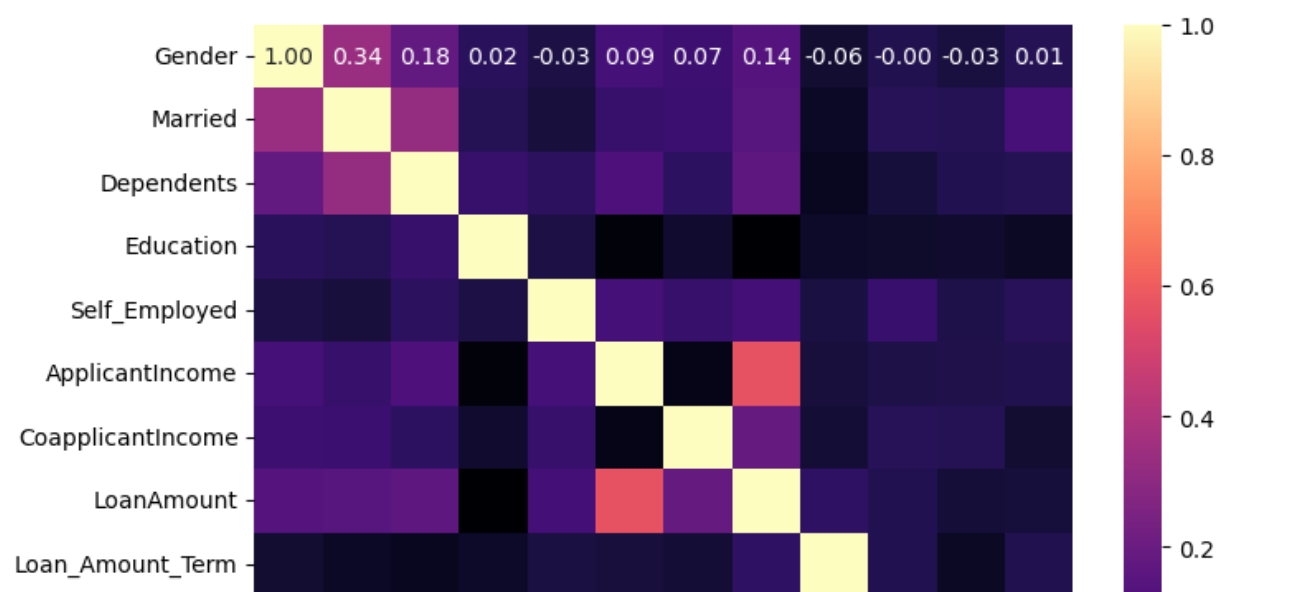 Gender 1.00 0.34 0.18 0.02 -0.03 0.09 0.07 0.14 -0.06 -0.00 -0.03 0.01
Married
Dependents
Education
Self_Employed
ApplicantIncome
CoapplicantIncome
LoanAmount
Loan_Amount_Term
1.0
0.8
0.6
0.4
0.2